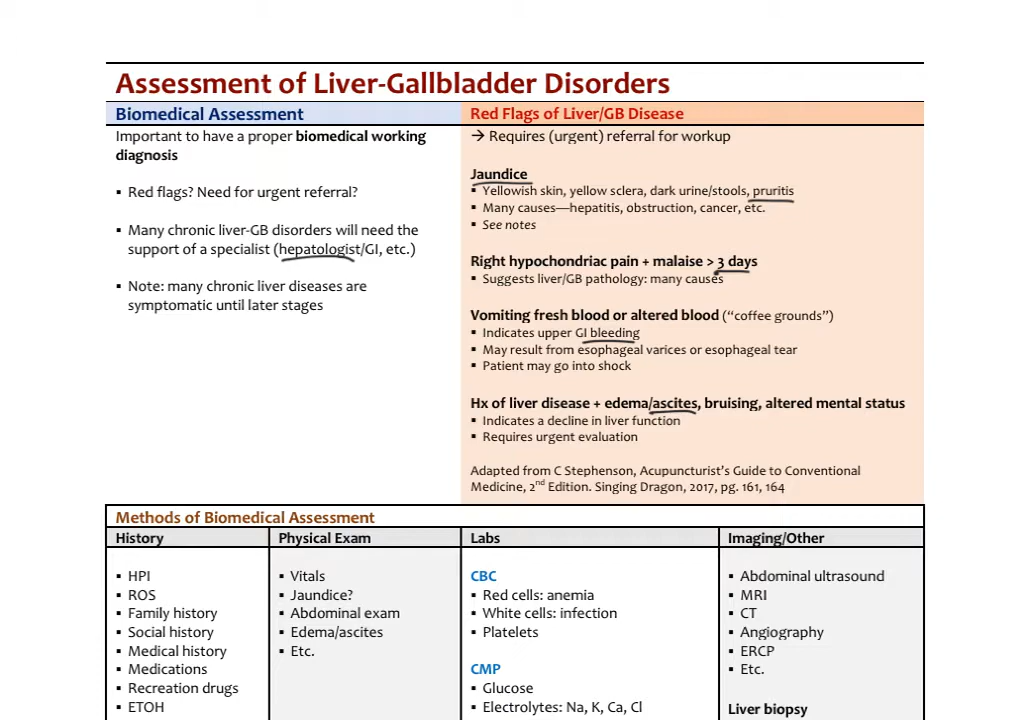 Assessment of Liver-Gallbladder Disorders
Biomedical Assessment
Important to have a proper biomedical working
diagnosis
▪ Red flags? Need for urgent referral?
▪ Many chronic liver-GB disorders will need the
support of a specialist (hepatologist/GI, etc.)
▪ Note: many chronic liver diseases are
symptomatic until later stages
Red Flags of Liver/GB Disease
→ Requires (urgent) referral for workup
Jaundice
▪ Yellowish skin, yellow sclera, dark urine/stools, pruritis
▪ Many causes—hepatitis, obstruction, cancer, etc.
▪ See notes
Right hypochondriac pain + malaise > 3 days
▪ Suggests liver/GB pathology: many causes
Vomiting fresh blood or altered blood (“coffee grounds”)
▪ Indicates upper GI bleeding
▪ May result from esophageal varices or esophageal tear
▪ Patient may go into shock
Hx of liver disease + edema/ascites, bruising, altered mental status
▪ Indicates a decline in liver function
▪ Requires urgent evaluation
Adapted from C Stephenson, Acupuncturist’s Guide to Conventional
Medicine, 2nd Edition. Singing Dragon, 2017, pg. 161, 164
Methods of Biomedical Assessment
History
▪ HPI
▪ ROS
▪ Family history
▪ Social history
▪ Medical history
▪ Medications
▪ Recreation drugs
▪ ETOH
Physical Exam
▪ Vitals
▪ Jaundice?
▪ Abdominal exam
▪ Edema/ascites
▪ Etc.
Labs
CBC
▪ Red cells: anemia
▪ White cells: infection
▪ Platelets
CMP
▪ Glucose
▪ Electrolytes: Na, K, Ca, Cl
Imaging/Other
▪ Abdominal ultrasound
▪ MRI
▪ CT
▪ Angiography
▪ ERCP
▪ Etc.
Liver biopsy